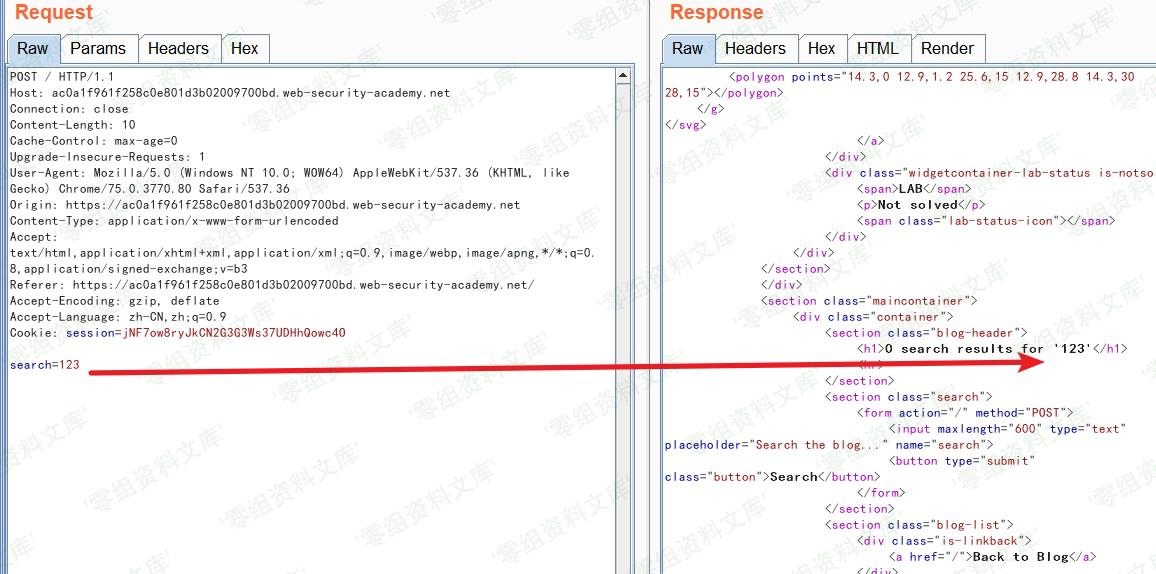 Request
Raw Params Headers Hex
POST / HTTP/1.1
Host: ac0a1f961f258c0e801d3b02009700bd.web-security-academy.net
Connection: close
Content-Length: 10
Cache-Control: max-age=0
Upgrade-Insecure-Requests: 1
User-Agent: Mozilla/5.0 (Windows NT 10.0; WOW64) AppleWebKit/537.36 (KHTML, like
Gecko) Chrome/75.0.3770.80 Safari/537.36
Origin: https://ac0a1f961f258c0e801d3b02009700bd.web-security-academy.net
Content-Type: application/x-www-form-urlencoded
Accept:
text/html,application/xhtml+xml,application/xml;q=0.9,image/webp,image/apng,*/*;q=0.
8,application/signed-exchange;v=b3
Referer: https://ac0a1f961f258c0e801d3b02009700bd.web-security-academy.net/
Accept-Encoding: gzip, deflate
Accept-Language: zh-CN,zh;q=0.9
Cookie: session=jNF7ow8ryJkCN2G3G3Ws37UDHhQowc4O
search=123
Response
Raw Headers Hex HTML Render
<polygon points="14.3,0 12.9,1.2 25.6,15 12.9,28.8 14.3,30
28,15"></polygon>
</g>
</svg>
</a>
</div>
<div class="widgetcontainer-lab-status is-notso
<span>LAB</span>
<p>Not solved</p>
<span class="lab-status-icon"></span>
</div>
</div>
</section>
</div>
<section class="maincontainer">
<div class="container">
<section class="blog-header">
<h1>0 search results for '123'</h1>
<hr>
</section>
<section class="search">
<form action="/" method="POST">
<input maxlength="600" type="text"
placeholder="Search the blog..." name="search">
<button type="submit"
class="button">Search</button>
</form>
</section>
<section class="blog-list">
<div class="is-linkback">
<a href="/">Back to Blog</a>
</div>
'零组资料文库'